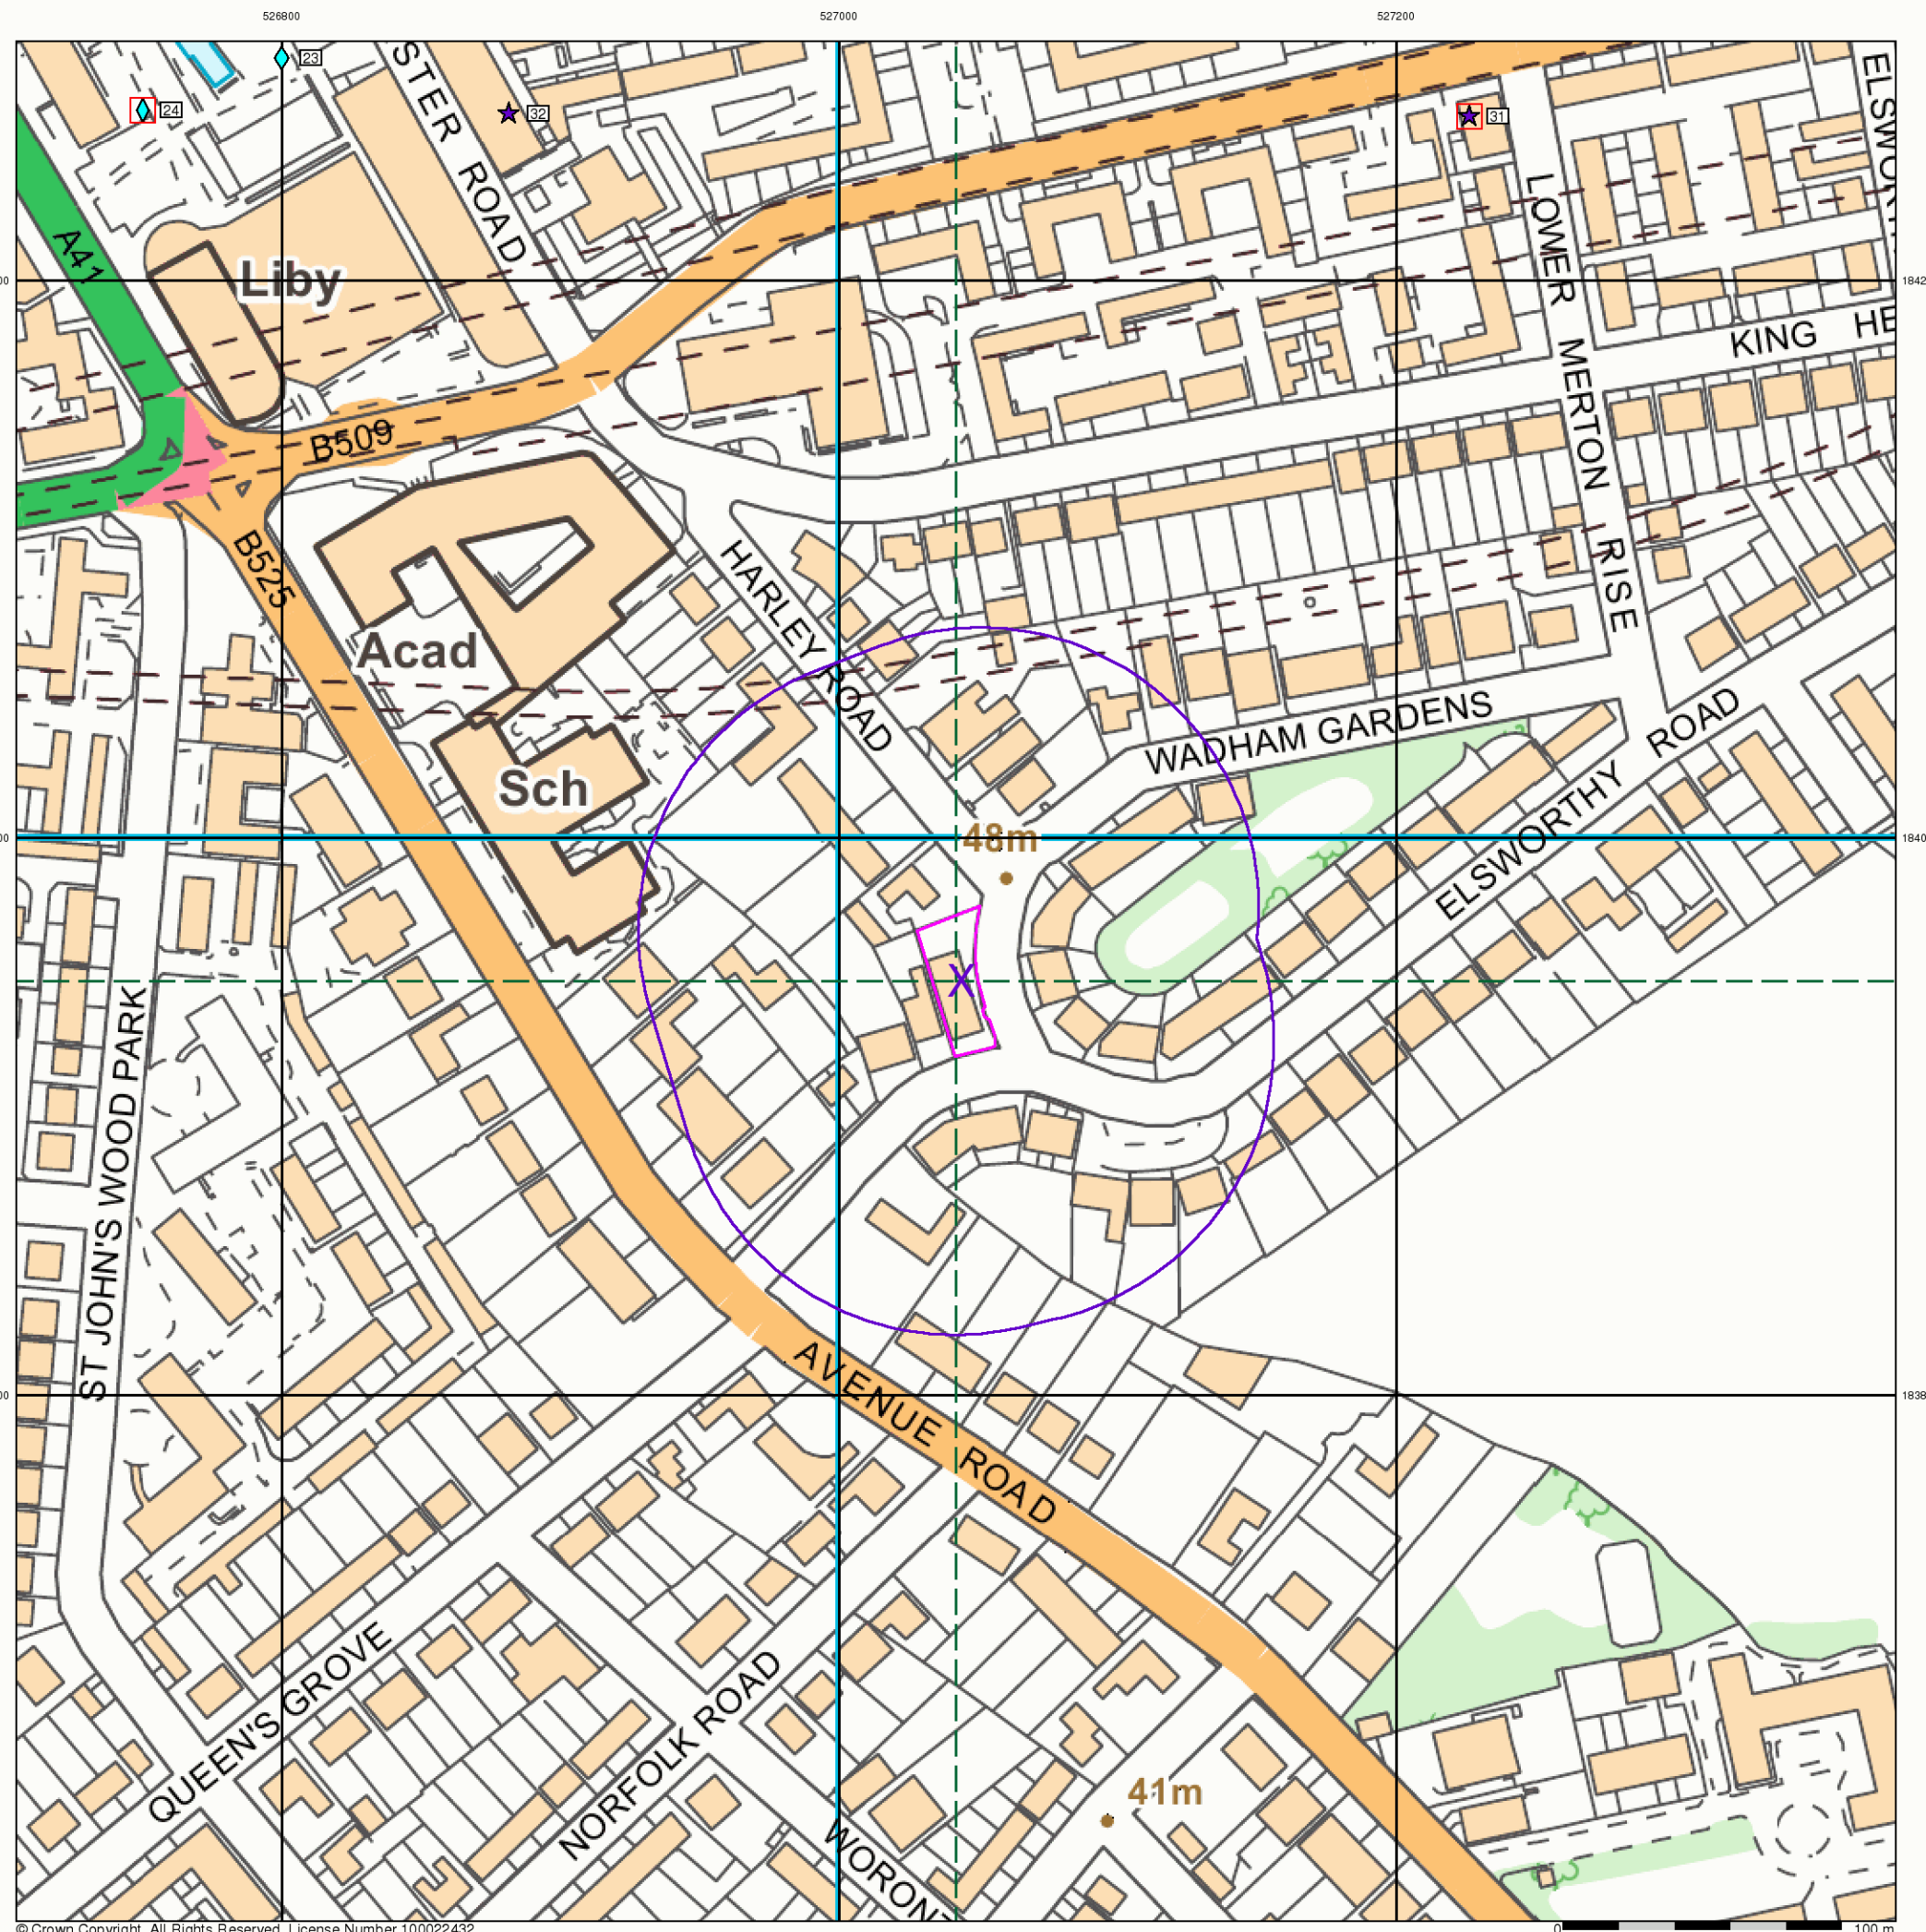 526800
527000
527200
23
24
32
31
STER ROAD
ELSWOR
A41
Liby
LOWER MERTON RISE
1842
KING HE
B509
B525
HARLEY ROAD
Acad
WADHAM GARDENS
Sch
ELSWORTHY ROAD
48m
1840
X
ST JOHN'S WOOD PARK
AVENUE ROAD
1838
QUEEN'S GROVE
NORFOLK ROAD
41m
WORONZ
© Crown Copyright. All Rights Reserved. License Number 100022432
0
100 m